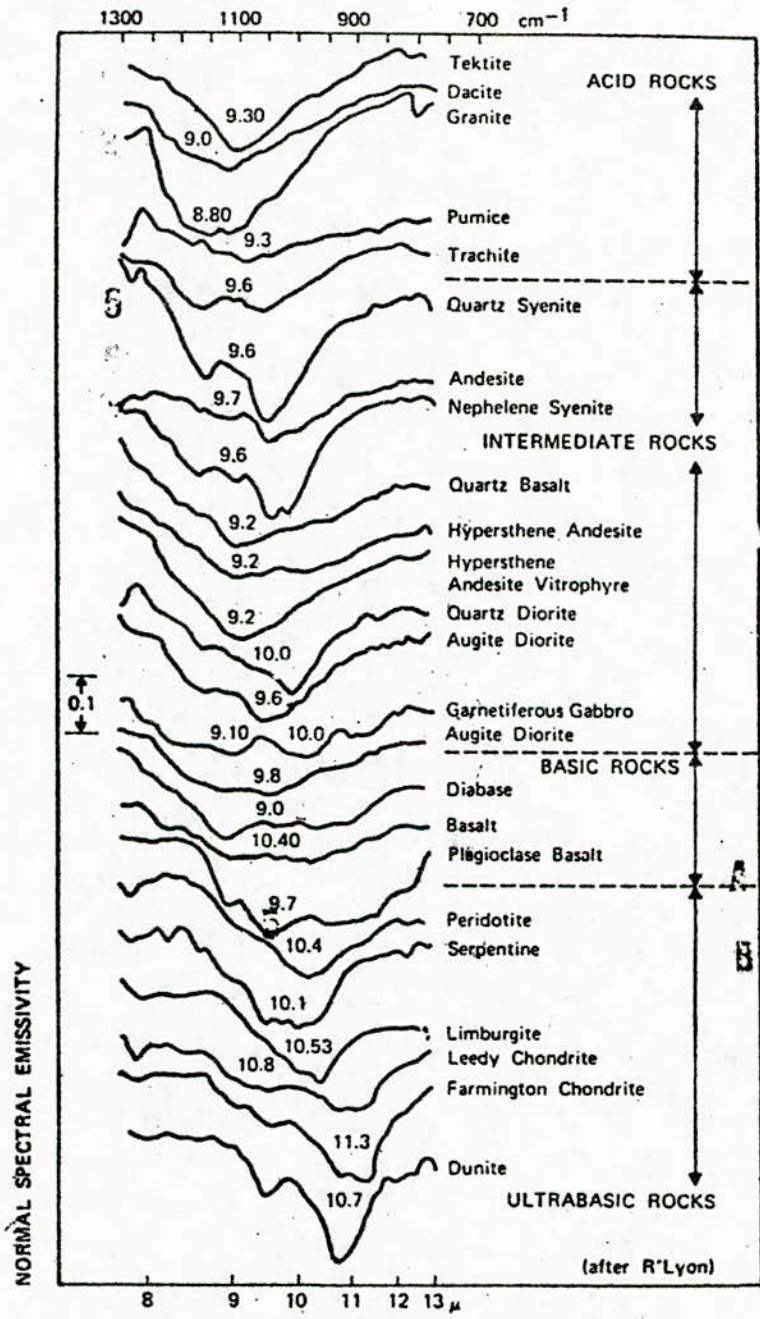 1300 1100 900 700 cm⁻¹
Tektite
ACID ROCKS
Dacite
9.30
Granite
9.0
8.80
Pumice
9.3
Trachite
9.6
Quartz Syenite
9.6
Andesite
9.7
Nephelene Syenite
INTERMEDIATE ROCKS
9.6
Quartz Basalt
9.2
Hypersthene Andesite
9.2
Hypersthene
Andesite Vitrophyre
9.2
Quartz Diorite
10.0
Augite Diorite
9.6
0.1
Garnetiferous Gabbro
9.10 10.0
Augite Diorite
BASIC ROCKS
9.8
Diabase
9.0
Basalt
10.40
Plagioclase Basalt
9.7
Peridotite
10.4
Serpentine
10.1
Limburgite
10.53
Leedy Chondrite
10.8
Farmington Chondrite
11.3
Dunite
10.7
ULTRABASIC ROCKS
NORMAL SPECTRAL EMISSIVITY
(after R'Lyon)
8 9 10 11 12 13 μ